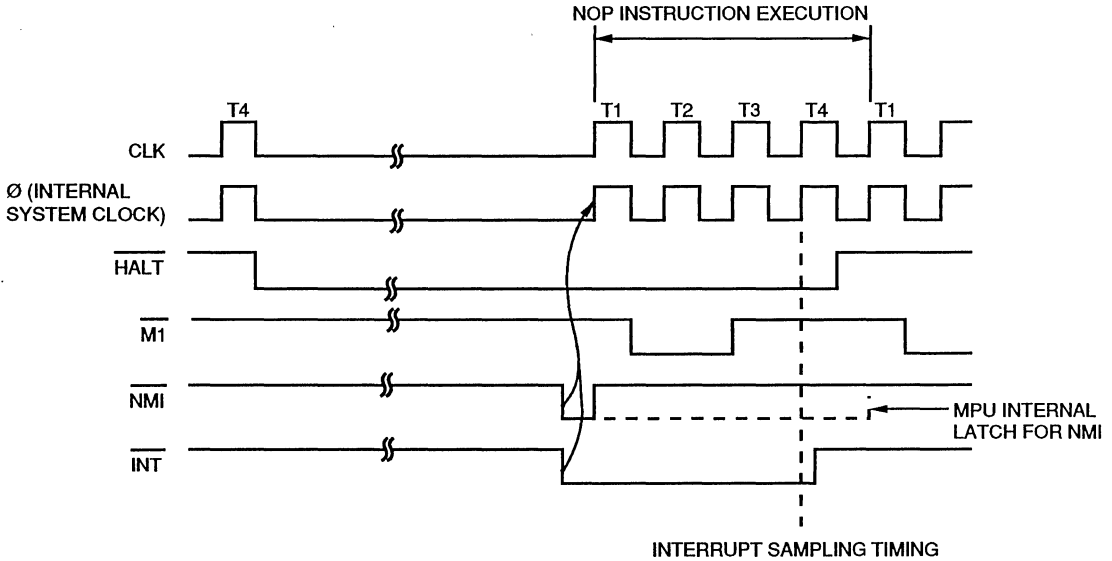 NOP INSTRUCTION EXECUTION
T4 T1 T2 T3 T4 T1
CLK
Ø (INTERNAL
SYSTEM CLOCK)
HALT
M1
NMI
MPU INTERNAL
LATCH FOR NMI
INT
INTERRUPT SAMPLING TIMING